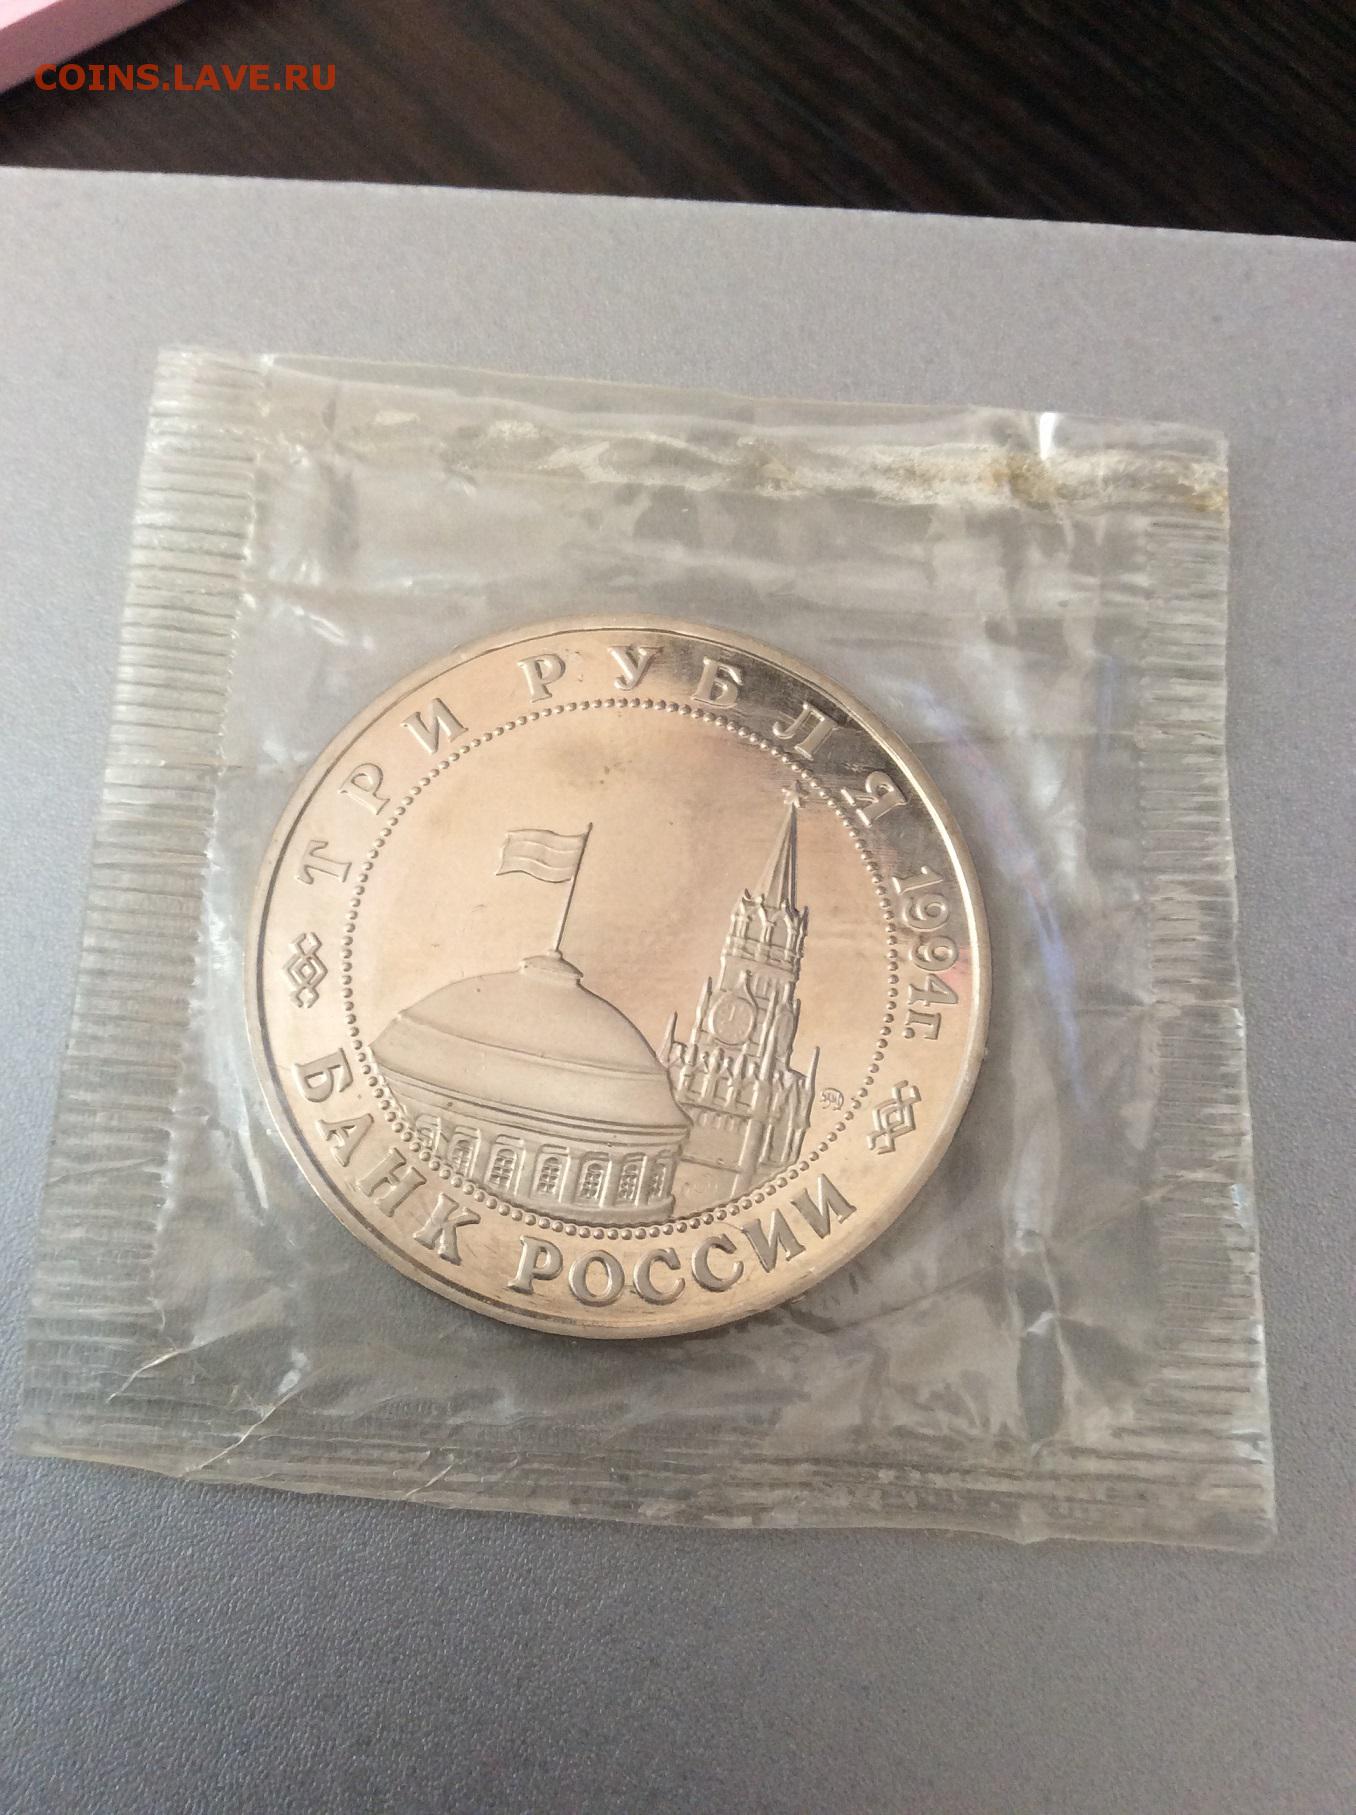 COINS.LAVE.RU
ТРИ РУБЛЯ 1994г.
БАНК РОССИИ